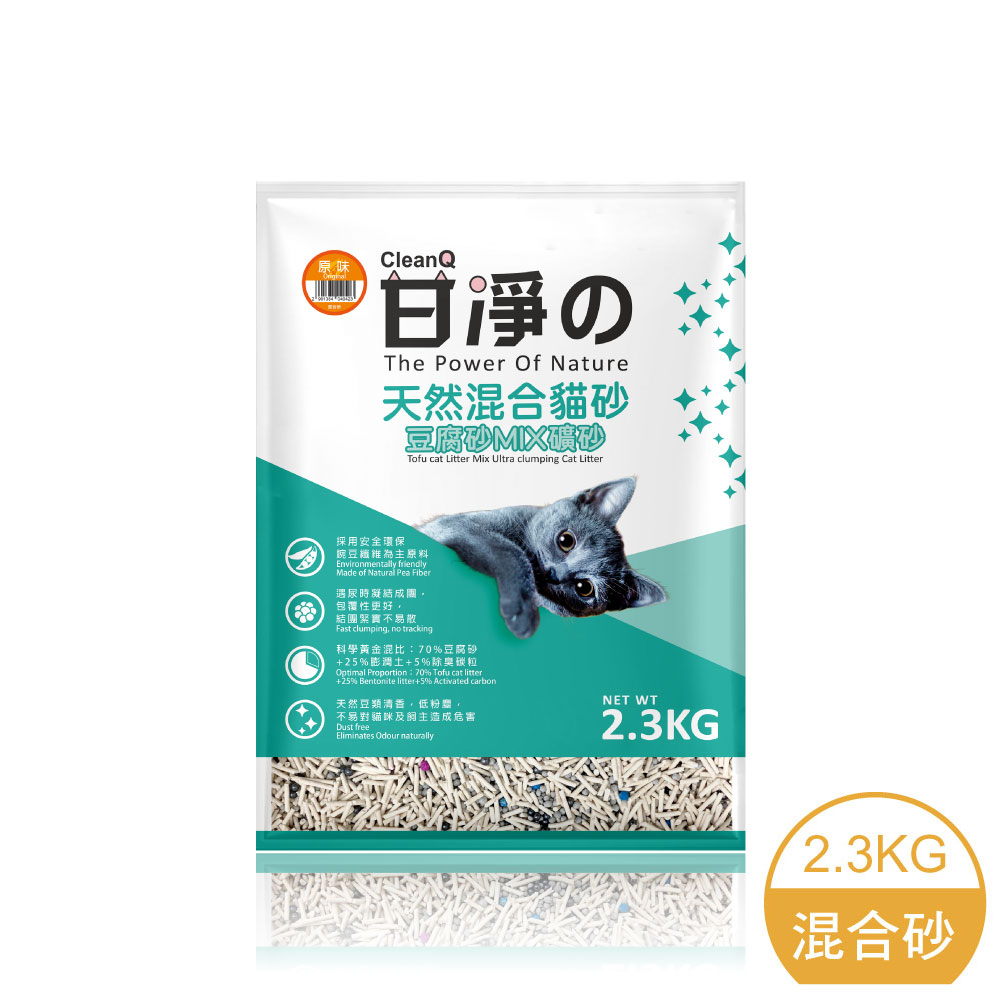 原味
Original
CleanQ
甘淨の
The Power Of Nature
天然混合貓砂
豆腐砂MIX礦砂
Tofu cat Litter Mix Ultra clumping Cat Litter
採用安全環保
豌豆纖維為主原料
Environmentally friendly
Made of Natural Pea Fiber
遇尿時凝結成團，
包覆性更好，
結團緊實不易散
Fast clumping, no tracking
科學黃金混比：70%豆腐砂
+25%膨潤土+5%除臭碳粒
Optimal Proportion : 70% Tofu cat litter
+25% Bentonite litter+5% Activated carbon
天然豆類清香，低粉塵，
不易對貓咪及飼主造成危害
Dust free
Eliminates Odour naturally
NET WT
2.3KG
2.3KG
混合砂